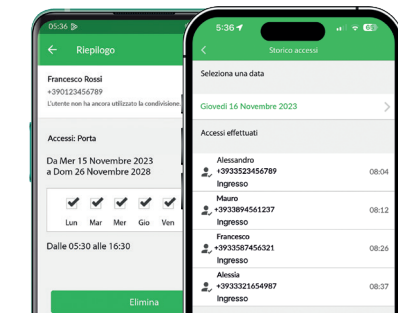 05:36
Riepilogo
Francesco Rossi
+390123456789
L'utente non ha ancora utilizzato la condivisione.
Accessi: Porta
Da Mer 15 Novembre 2023
a Dom 26 Novembre 2028
Lun Mar Mer Gio Ven
Dalle 05:30 alle 16:30
Elimina
5:36
Storico accessi
Seleziona una data
Giovedì 16 Novembre 2023
Accessi effettuati
Alessandro
+3933523456789 08:04
Ingresso
Mauro
+3933894561237 08:12
Ingresso
Francesco
+3933587456321 08:26
Ingresso
Alessia
+3933321654987 08:37
Ingresso